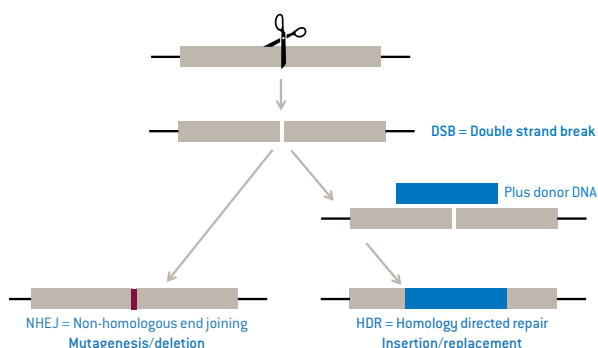 DSB = Double strand break
Plus donor DNA
NHEJ = Non-homologous end joining
Mutagenesis/deletion
HDR = Homology directed repair
Insertion/replacement